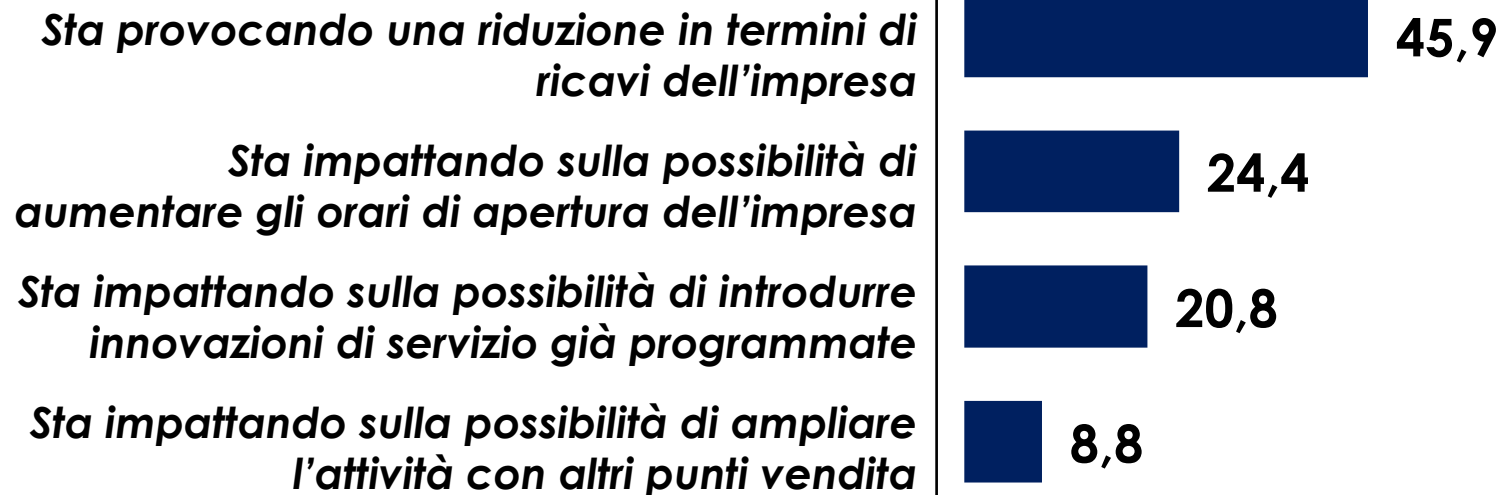 Sta provocando una riduzione in termini di
ricavi dell’impresa
45,9
Sta impattando sulla possibilità di
aumentare gli orari di apertura dell’impresa
24,4
Sta impattando sulla possibilità di introdurre
innovazioni di servizio già programmate
20,8
Sta impattando sulla possibilità di ampliare
l’attività con altri punti vendita
8,8